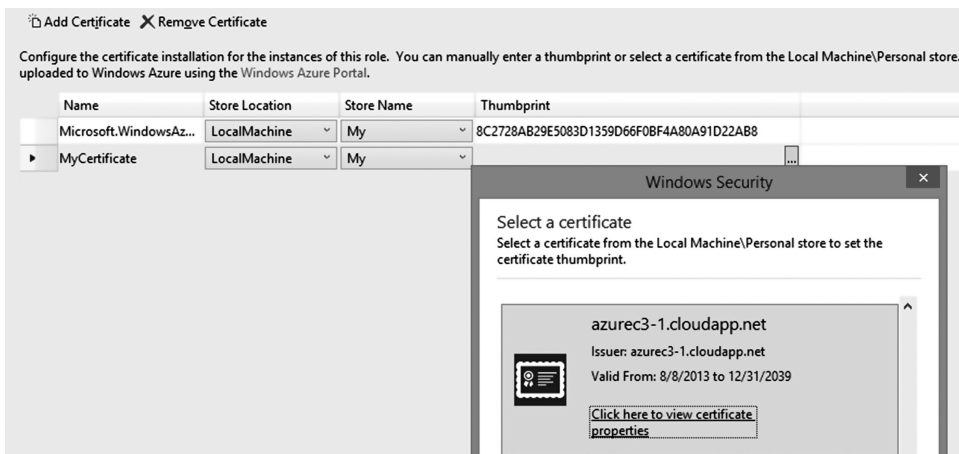 Add Certificate Remove Certificate
Configure the certificate installation for the instances of this role. You can manually enter a thumbprint or select a certificate from the Local Machine\Personal store.
uploaded to Windows Azure using the Windows Azure Portal.
Name Store Location Store Name Thumbprint
Microsoft.WindowsAz... LocalMachine My 8C2728AB29E5083D1359D66F0BF4A80A91D22AB8
MyCertificate LocalMachine My ...
Windows Security
Select a certificate
Select a certificate from the Local Machine\Personal store to set the
certificate thumbprint.
azurec3-1.cloudapp.net
Issuer: azurec3-1.cloudapp.net
Valid From: 8/8/2013 to 12/31/2039
Click here to view certificate
properties